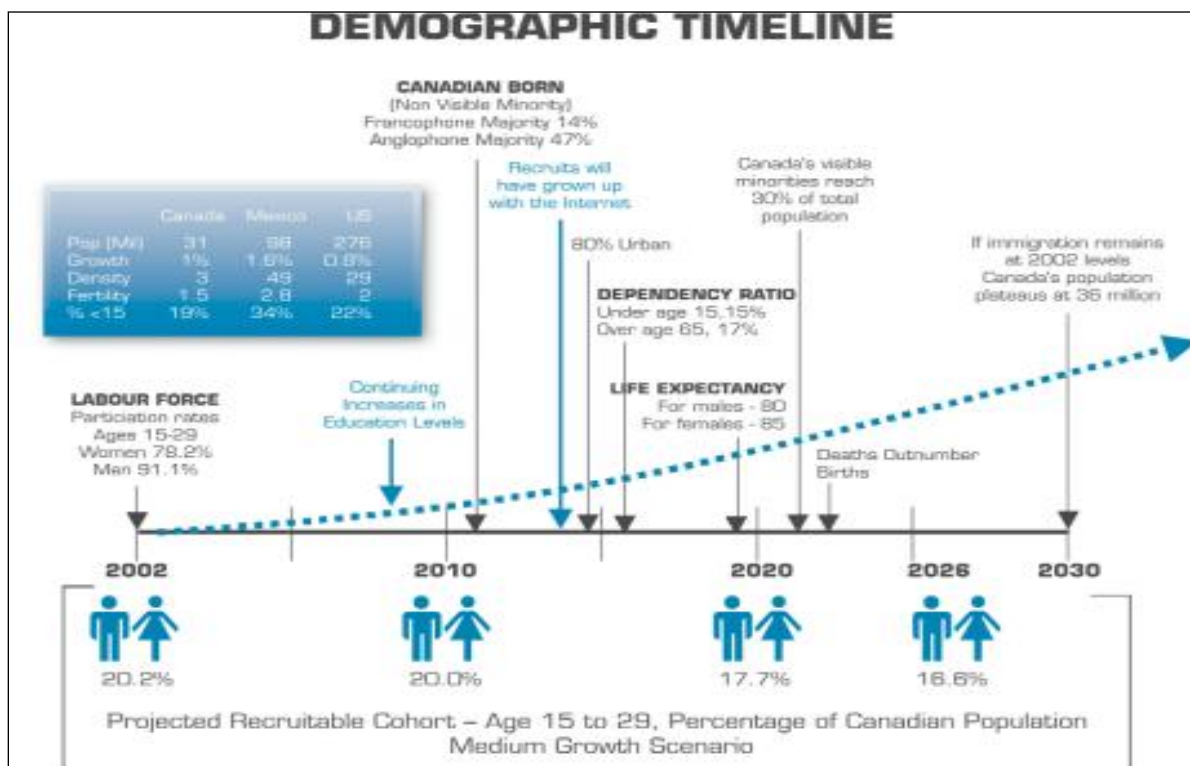 DEMOGRAPHIC TIMELINE
CANADIAN BORN
(Non Visible Minority)
Francophone Majority 14%
Anglophone Majority 47%
Recruits will
have grown up
with the Internet
Canada's visible
minorities reach
30% of total
population
80% Urban
If immigration remains
at 2002 levels
Canada's population
plateaus at 36 million
Canada Mexico US
Pop (Mil) 31 98 276
Growth 1% 1.6% 0.8%
Density 3 49 29
Fertility 1.5 2.8 2
% <15 19% 34% 22%
DEPENDENCY RATIO
Under age 15,15%
Over age 65, 17%
LABOUR FORCE
Particiation rates
Ages 15-29
Women 78.2%
Men 91.1%
Continuing
Increases in
Education Levels
LIFE EXPECTANCY
For males - 80
For females - 85
Deaths Outnumber
Births
2002 2010 2020 2026 2030
20.2% 20.0% 17.7% 16.6%
Projected Recruitable Cohort – Age 15 to 29, Percentage of Canadian Population
Medium Growth Scenario